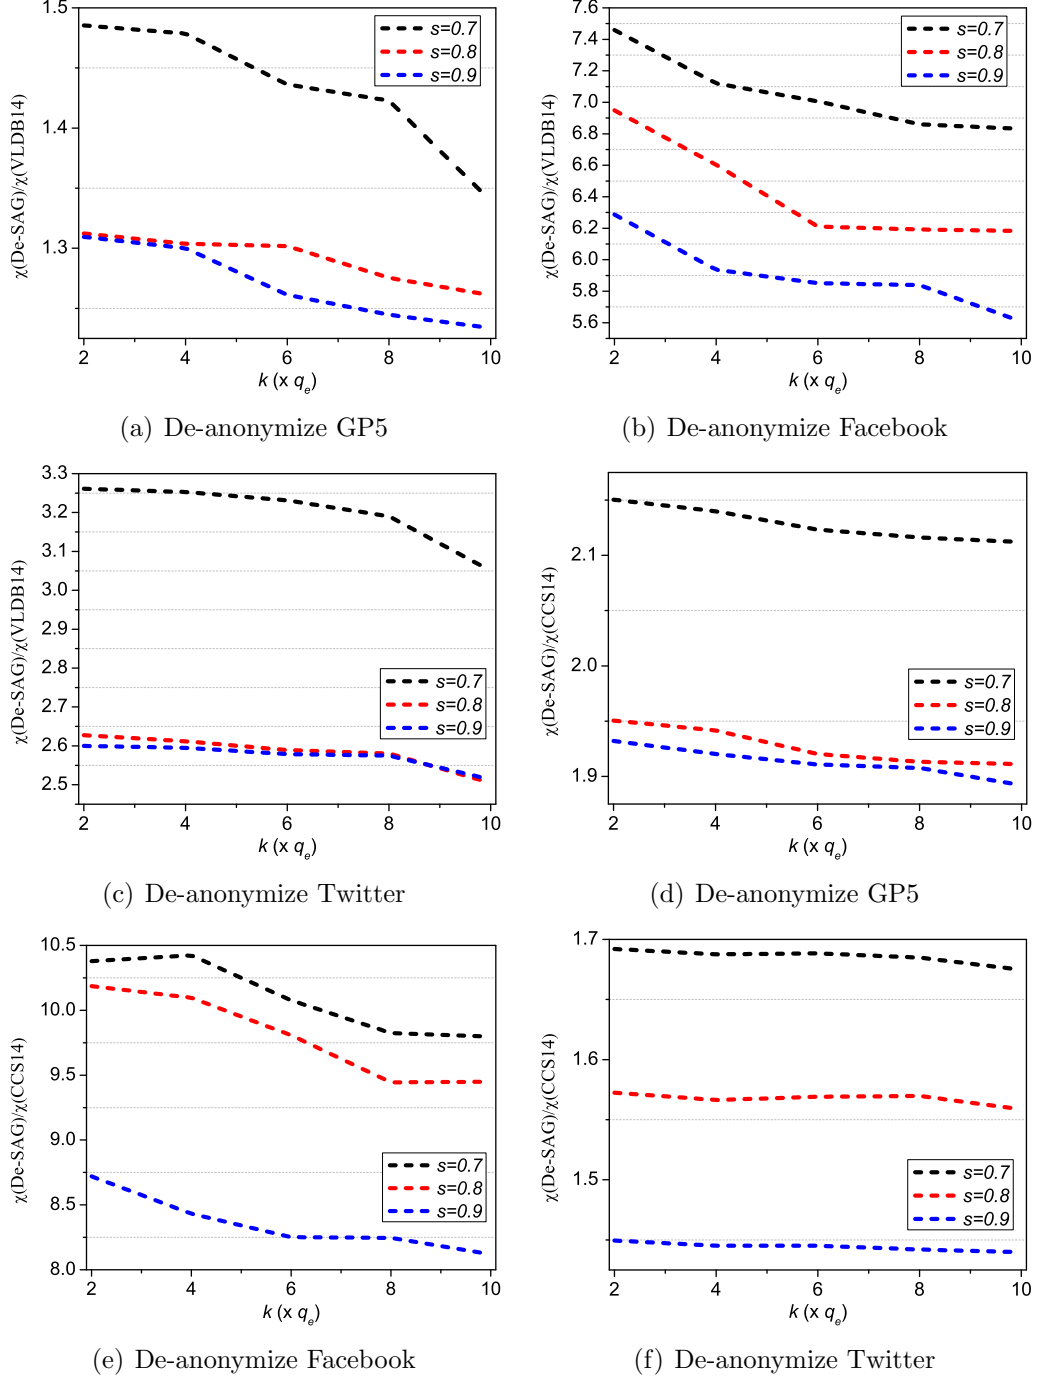 χ(De-SAG)/χ(VLDB14)
1.5
1.4
1.3
s=0.7
s=0.8
s=0.9
2 4 6 8 10
k (x qe)
(a) De-anonymize GP5
χ(De-SAG)/χ(VLDB14)
7.6
7.4
7.2
7.0
6.8
6.6
6.4
6.2
6.0
5.8
5.6
s=0.7
s=0.8
s=0.9
2 4 6 8 10
k (x qe)
(b) De-anonymize Facebook
χ(De-SAG)/χ(VLDB14)
3.3
3.2
3.1
3.0
2.9
2.8
2.7
2.6
2.5
s=0.7
s=0.8
s=0.9
2 4 6 8 10
k (x qe)
(c) De-anonymize Twitter
χ(De-SAG)/χ(CCS14)
2.1
2.0
1.9
s=0.7
s=0.8
s=0.9
2 4 6 8 10
k (x qe)
(d) De-anonymize GP5
χ(De-SAG)/χ(CCS14)
10.5
10.0
9.5
9.0
8.5
8.0
s=0.7
s=0.8
s=0.9
2 4 6 8 10
k (x qe)
(e) De-anonymize Facebook
χ(De-SAG)/χ(CCS14)
1.7
1.6
1.5
s=0.7
s=0.8
s=0.9
2 4 6 8 10
k (x qe)
(f) De-anonymize Twitter